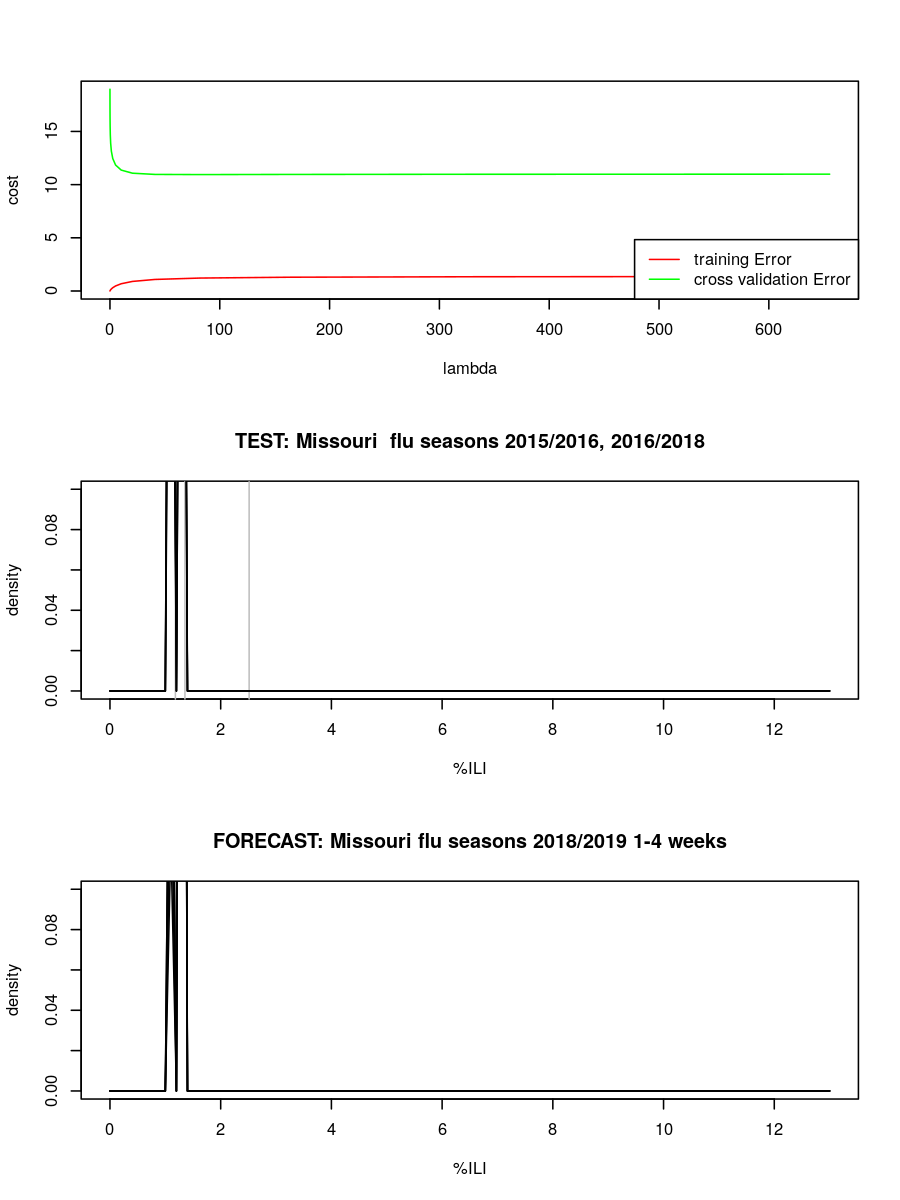 15
10
5
0
cost
training Error
cross validation Error
0 100 200 300 400 500 600
lambda
TEST: Missouri  flu seasons 2015/2016, 2016/2018
0.08
0.04
0.00
density
0 2 4 6 8 10 12
%ILI
FORECAST: Missouri flu seasons 2018/2019 1-4 weeks
0.08
0.04
0.00
density
0 2 4 6 8 10 12
%ILI